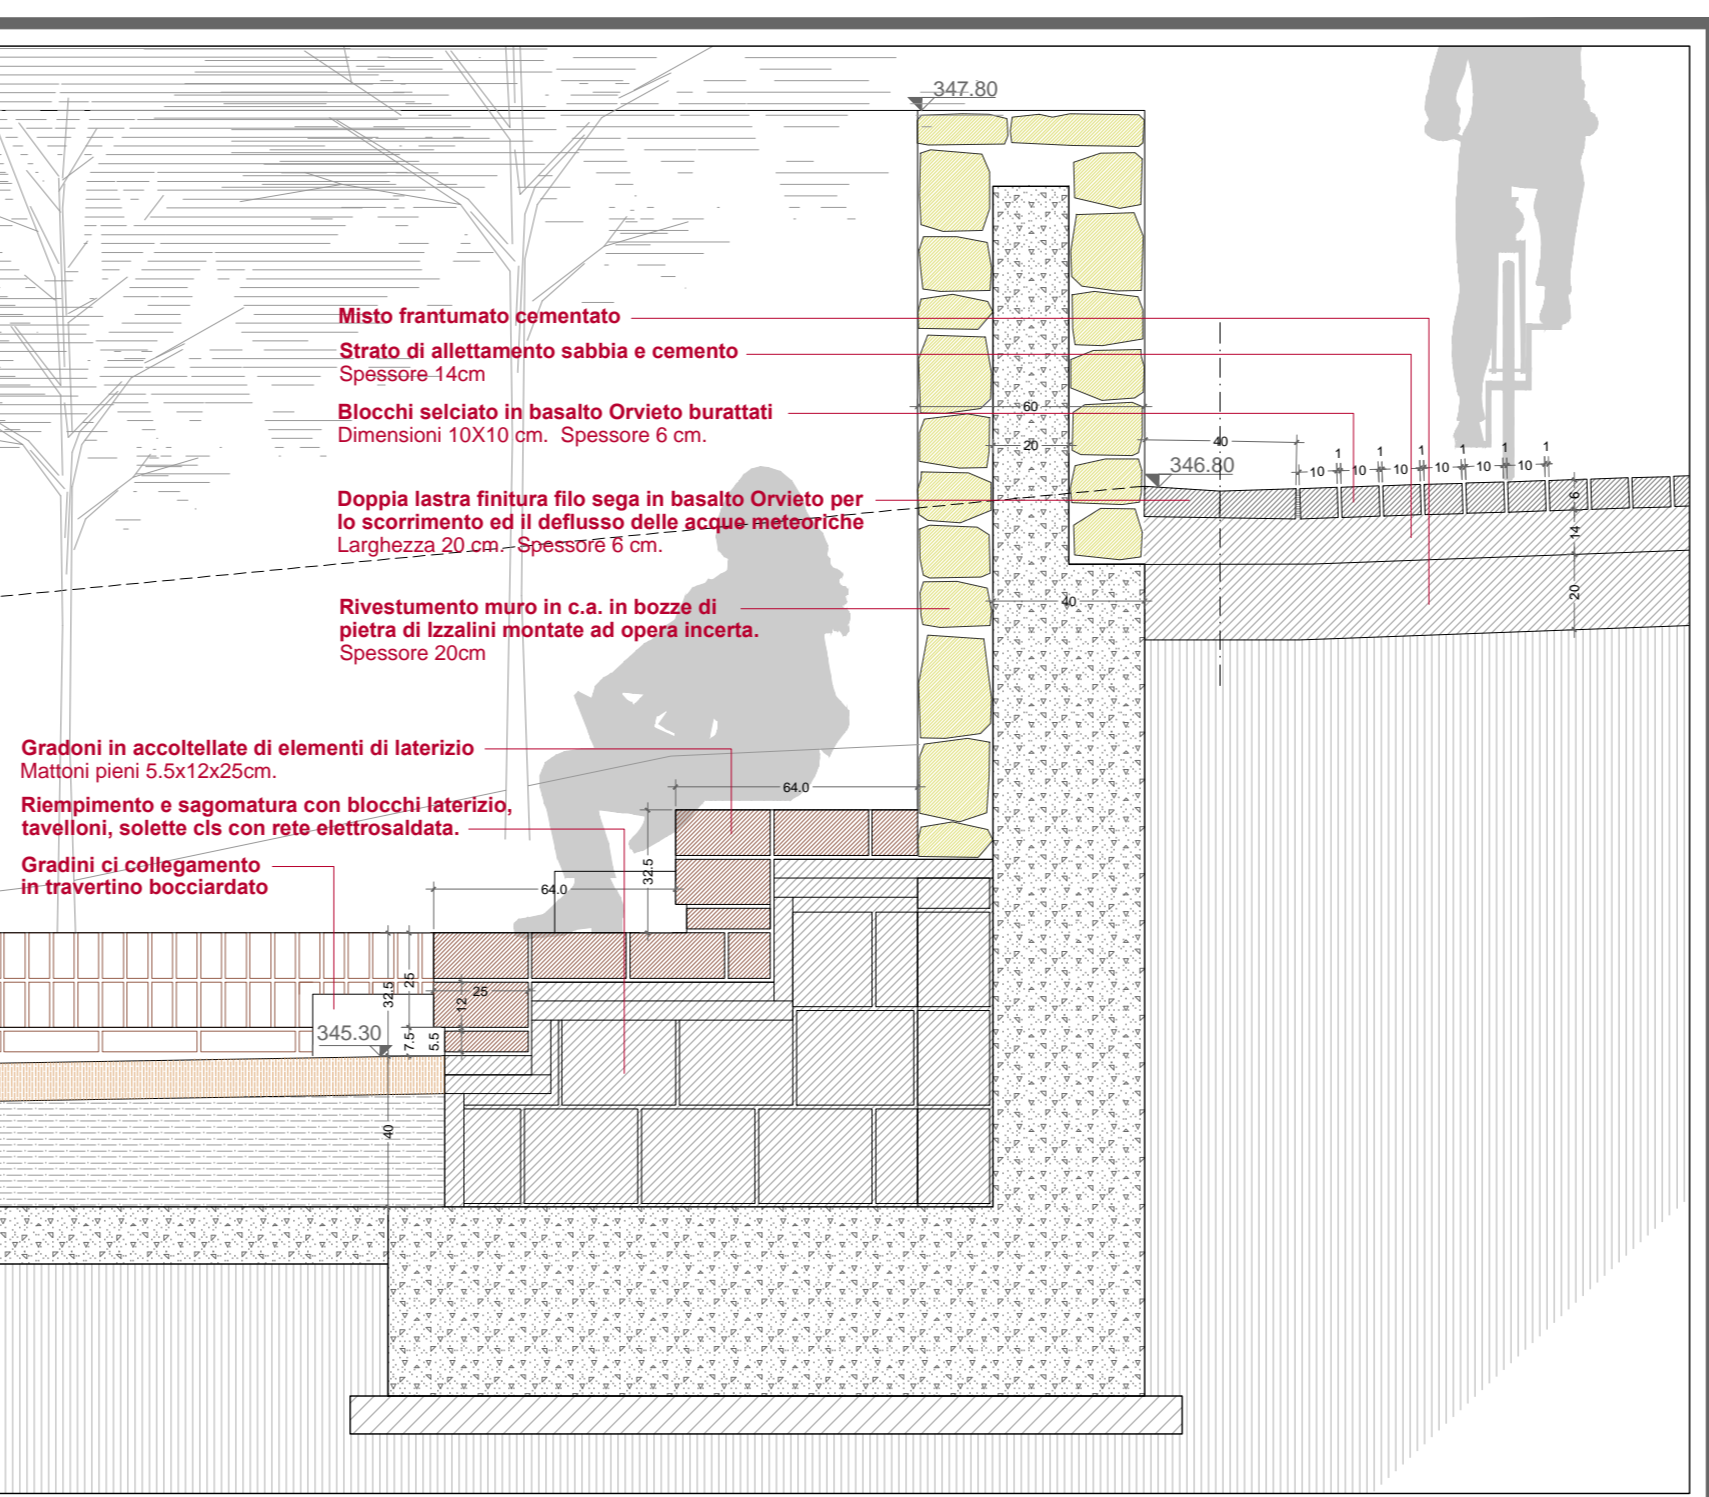 347.80
Misto frantumato cementato
Strato di allettamento sabbia e cemento
Spessore 14cm
Blocchi selciato in basalto Orvieto burattati
Dimensioni 10X10 cm.  Spessore 6 cm.
60
20
40
346.80
1 1 1 1 1 1
10 10 10 10 10 10
6
14
20
Doppia lastra finitura filo sega in basalto Orvieto per
lo scorrimento ed il deflusso delle acque meteoriche
Larghezza 20 cm.  Spessore 6 cm.
40
Rivestumento muro in c.a. in bozze di
pietra di Izzalini montate ad opera incerta.
Spessore 20cm
Gradoni in accoltellate di elementi di laterizio
Mattoni pieni 5.5x12x25cm.
64.0
Riempimento e sagomatura con blocchi laterizio,
tavelloni, solette cls con rete elettrosaldata.
32.5
Gradini ci collegamento
in travertino bocciardato
64.0
32.5
25
25
12
345.30
7.5
5.5
40